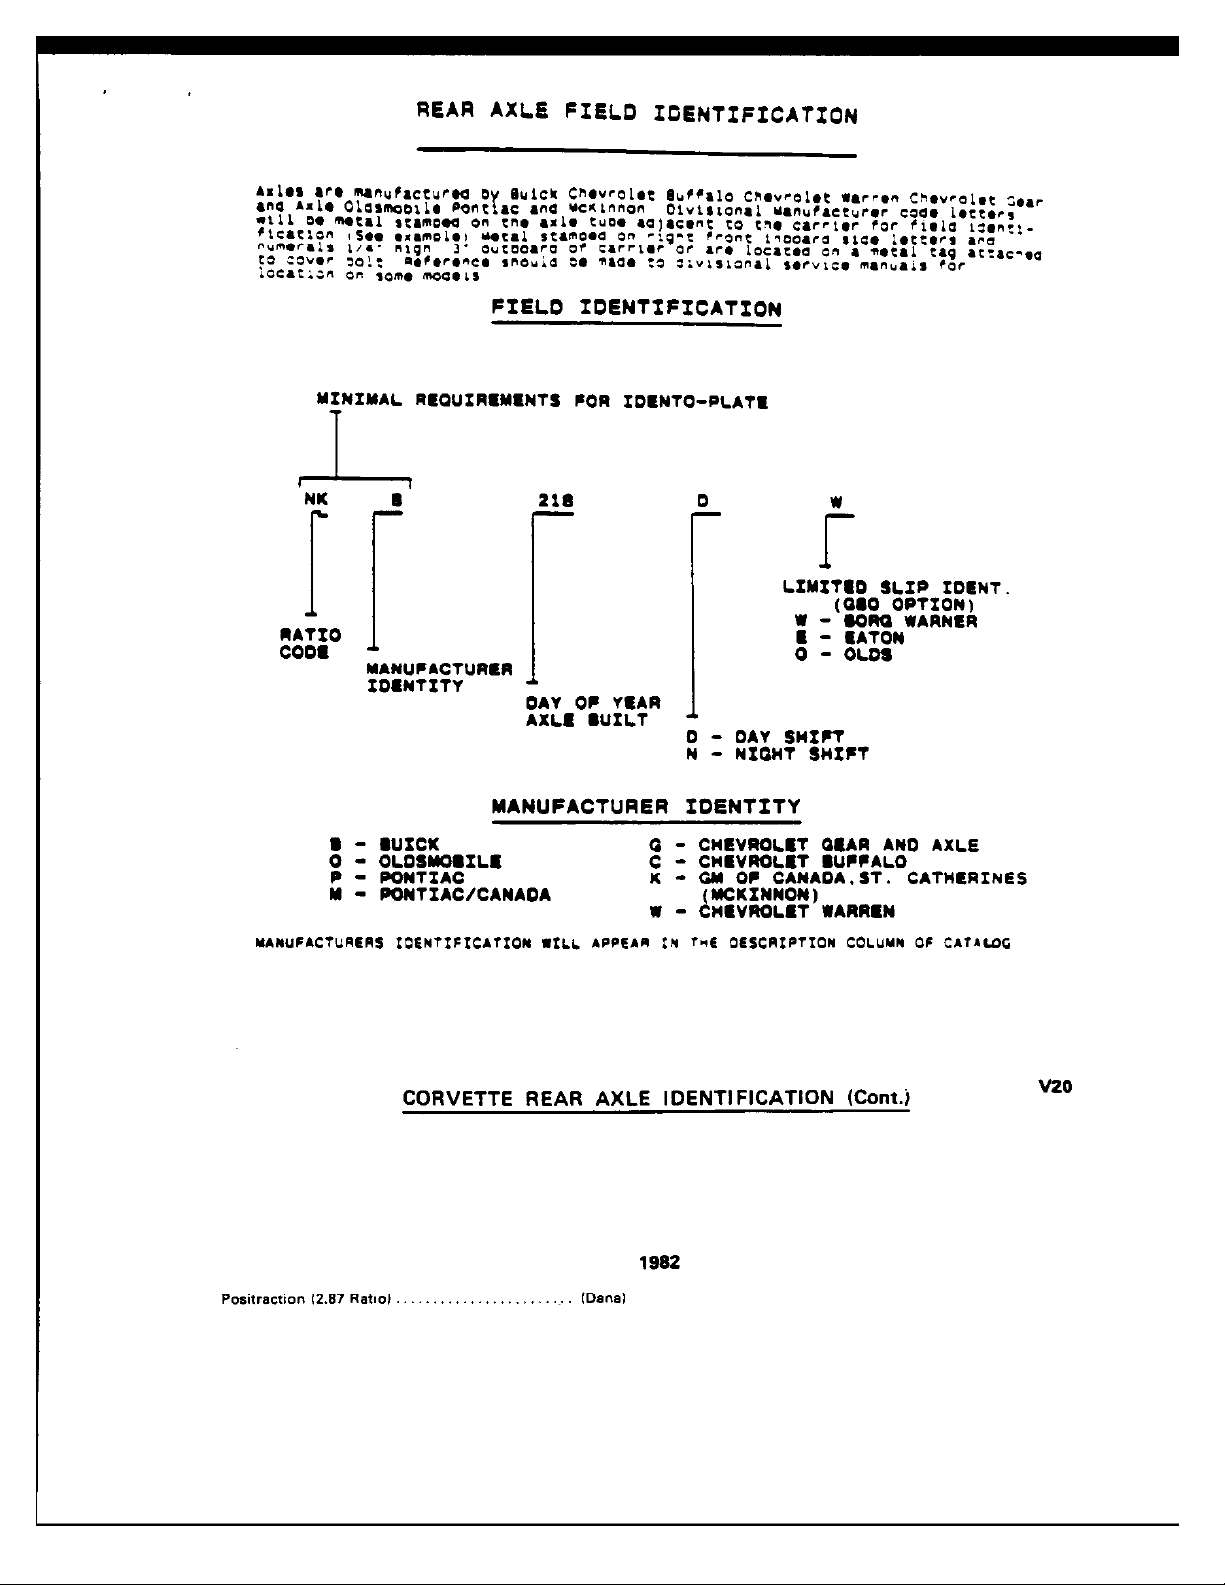 REAR AXLE FIELD IDENTIFICATION
Axles are manufactured by Buick Chevrolet Buffalo Chevrolet Warren Chevrolet Gear
and Axle Oldsmobile Pontiac and McKinnon Divisional Manufacturer code letters
will be metal stamped on the axle tube adjacent to the carrier for field identi-
fication (See example) Metal stamped on right front inboard side letters and
numerals 1/4" high 3" outboard of carrier or are located on a metal tag attached
to cover bolt Reference should be made to divisional service manuals for
location on some models
FIELD IDENTIFICATION
MINIMAL REQUIREMENTS FOR IDENTO-PLATE
NK B 218 D W
LIMITED SLIP IDENT.
(G80 OPTION)
W - BORG WARNER
E - EATON
O - OLDS
RATIO
CODE
MANUFACTURER
IDENTITY
DAY OF YEAR
AXLE BUILT
D - DAY SHIFT
N - NIGHT SHIFT
MANUFACTURER IDENTITY
B - BUICK G - CHEVROLET GEAR AND AXLE
O - OLDSMOBILE C - CHEVROLET BUFFALO
P - PONTIAC K - GM OF CANADA, ST. CATHERINES
M - PONTIAC/CANADA (MCKINNON)
W - CHEVROLET WARREN
MANUFACTURERS IDENTIFICATION WILL APPEAR IN THE DESCRIPTION COLUMN OF CATALOG
V20
CORVETTE REAR AXLE IDENTIFICATION (Cont.)
1982
Positraction (2.87 Ratio) ........................ (Dana)